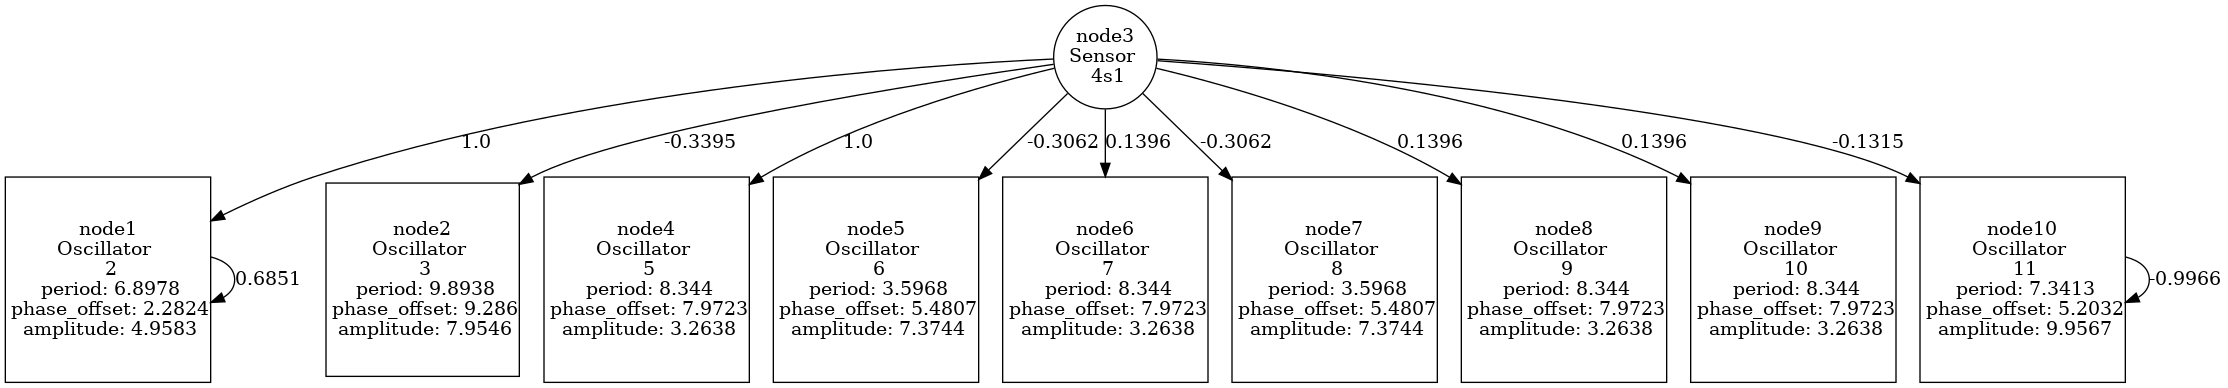 node3
Sensor
4s1
1.0
-0.3395
1.0
-0.3062
0.1396
-0.3062
0.1396
0.1396
-0.1315
node1
Oscillator
2
period: 6.8978
phase_offset: 2.2824
amplitude: 4.9583
0.6851
node2
Oscillator
3
period: 9.8938
phase_offset: 9.286
amplitude: 7.9546
node4
Oscillator
5
period: 8.344
phase_offset: 7.9723
amplitude: 3.2638
node5
Oscillator
6
period: 3.5968
phase_offset: 5.4807
amplitude: 7.3744
node6
Oscillator
7
period: 8.344
phase_offset: 7.9723
amplitude: 3.2638
node7
Oscillator
8
period: 3.5968
phase_offset: 5.4807
amplitude: 7.3744
node8
Oscillator
9
period: 8.344
phase_offset: 7.9723
amplitude: 3.2638
node9
Oscillator
10
period: 8.344
phase_offset: 7.9723
amplitude: 3.2638
node10
Oscillator
11
period: 7.3413
phase_offset: 5.2032
amplitude: 9.9567
-0.9966